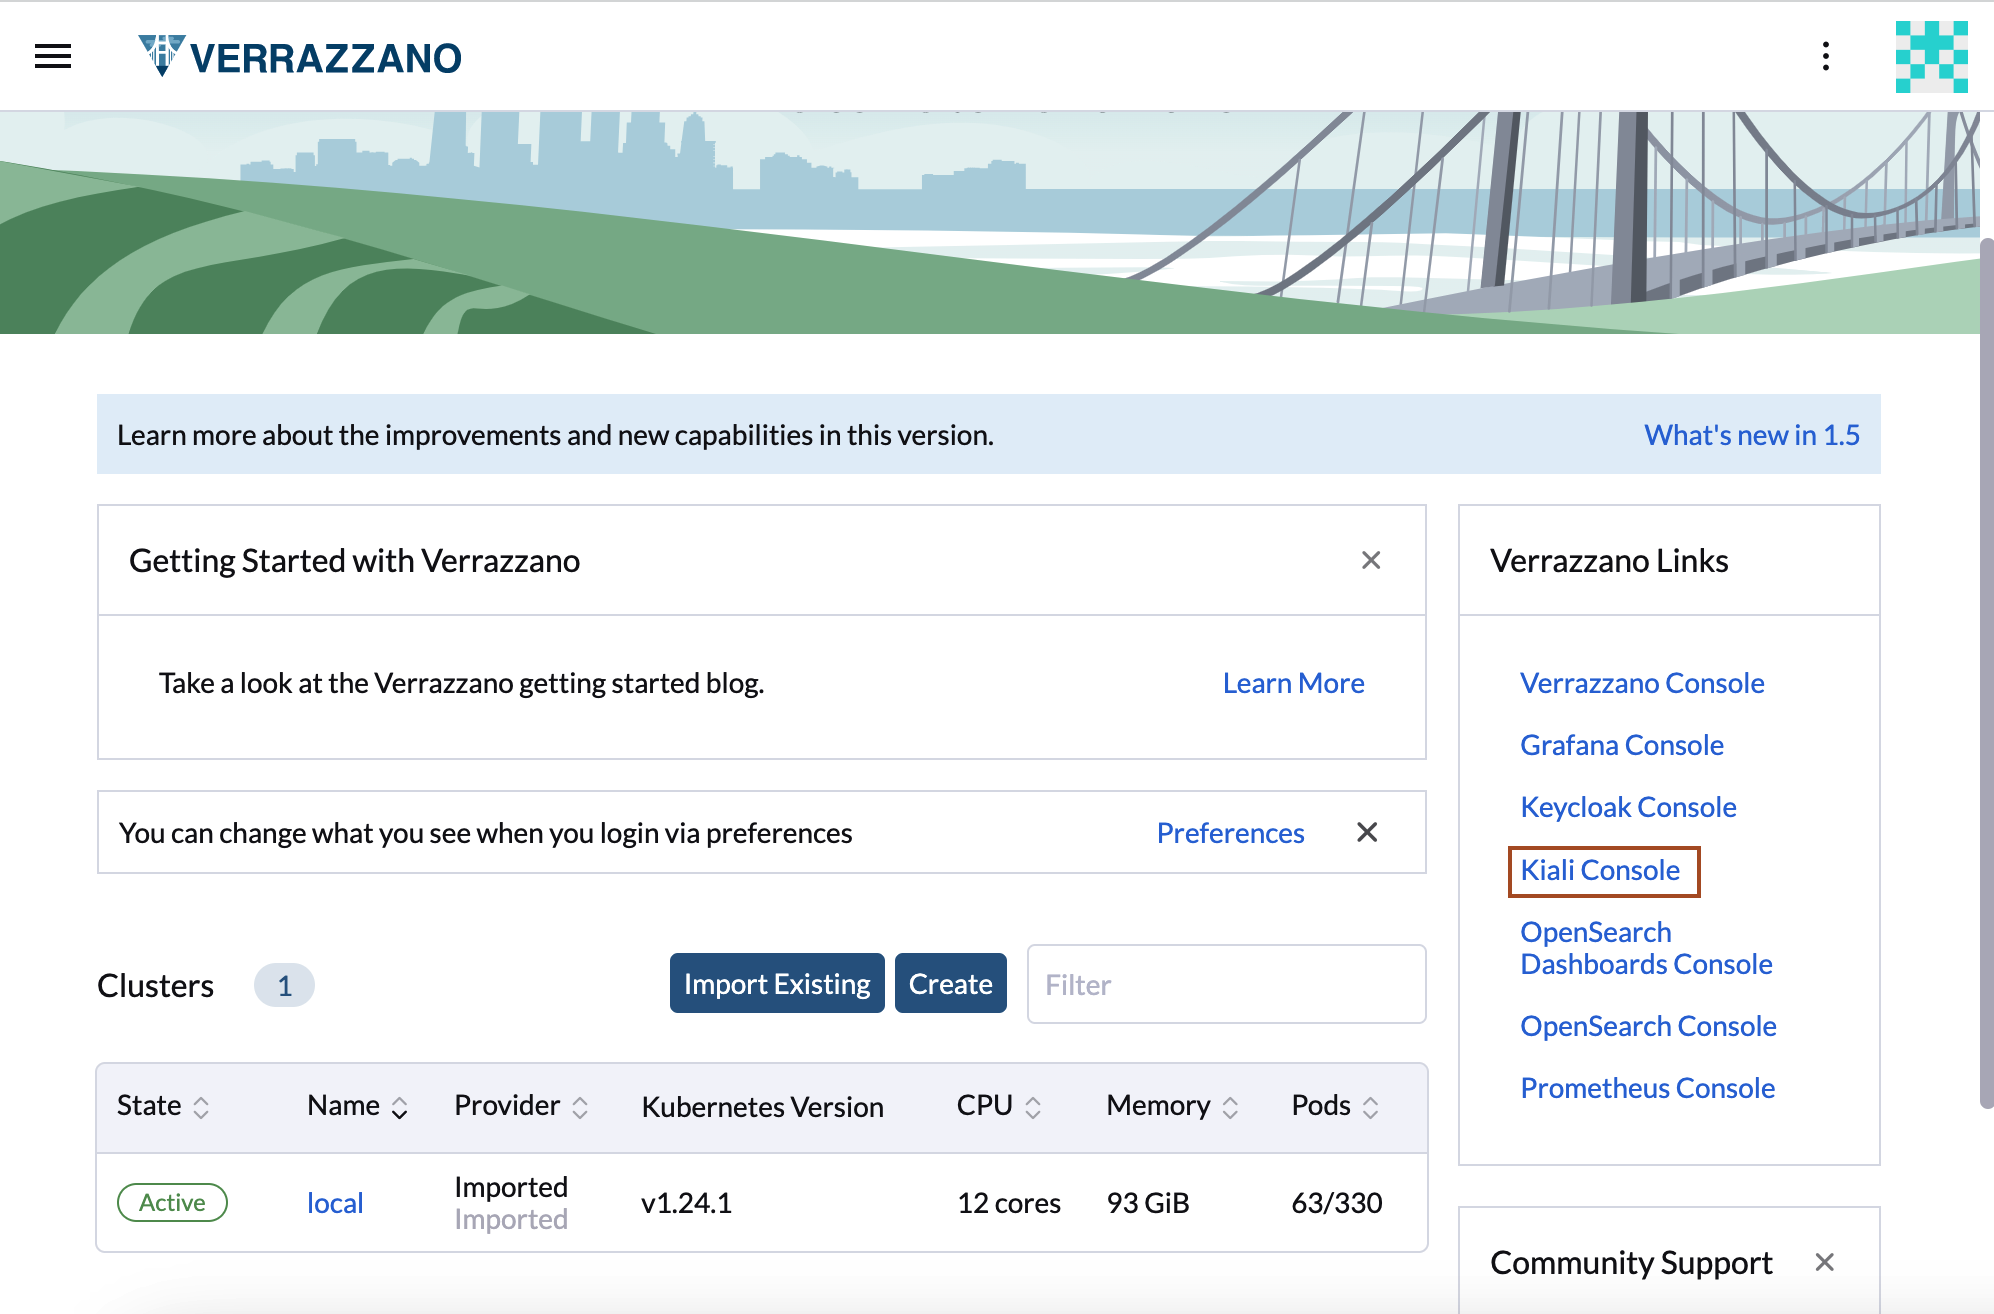 VERRAZZANO
Learn more about the improvements and new capabilities in this version.
What's new in 1.5
Getting Started with Verrazzano
Take a look at the Verrazzano getting started blog.
Learn More
You can change what you see when you login via preferences
Preferences
Clusters
1
Import Existing
Create
Filter
State
Name
Provider
Kubernetes Version
CPU
Memory
Pods
Active
local
Imported
Imported
v1.24.1
12 cores
93 GiB
63/330
Verrazzano Links
Verrazzano Console
Grafana Console
Keycloak Console
Kiali Console
OpenSearch
Dashboards Console
OpenSearch Console
Prometheus Console
Community Support